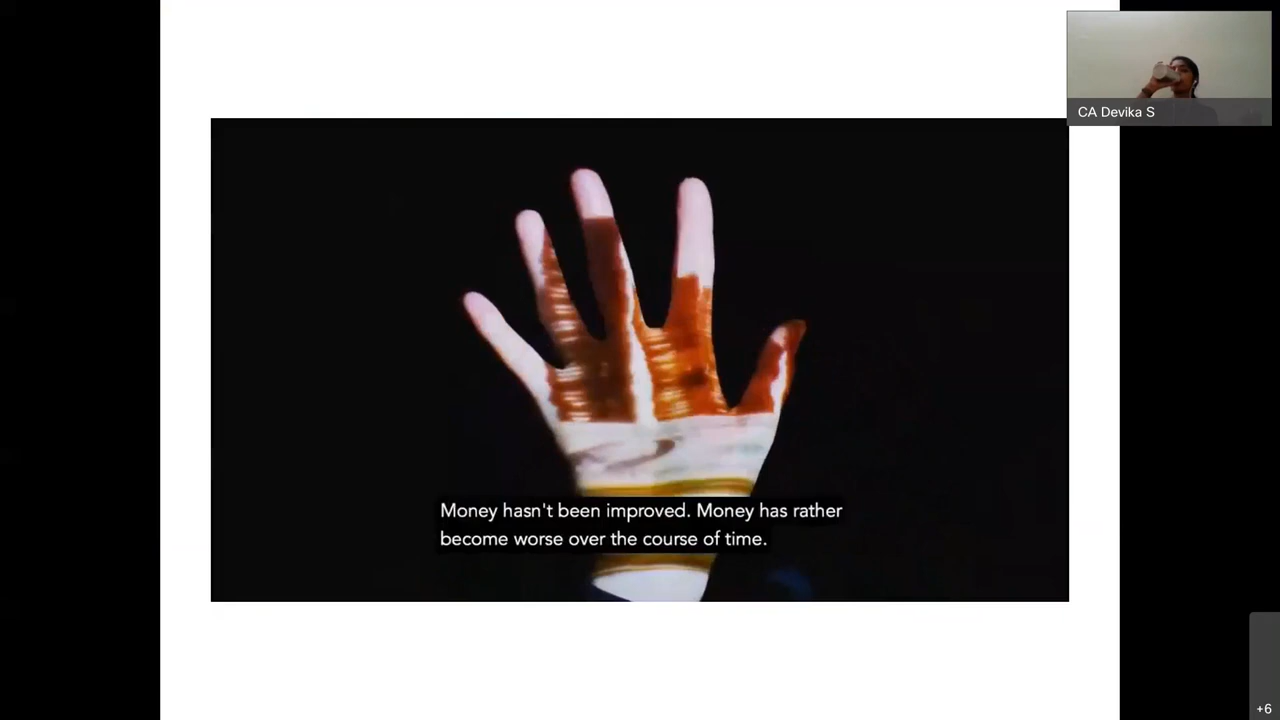 CA Devika S
Money hasn't been improved. Money has rather
become worse over the course of time.
+6